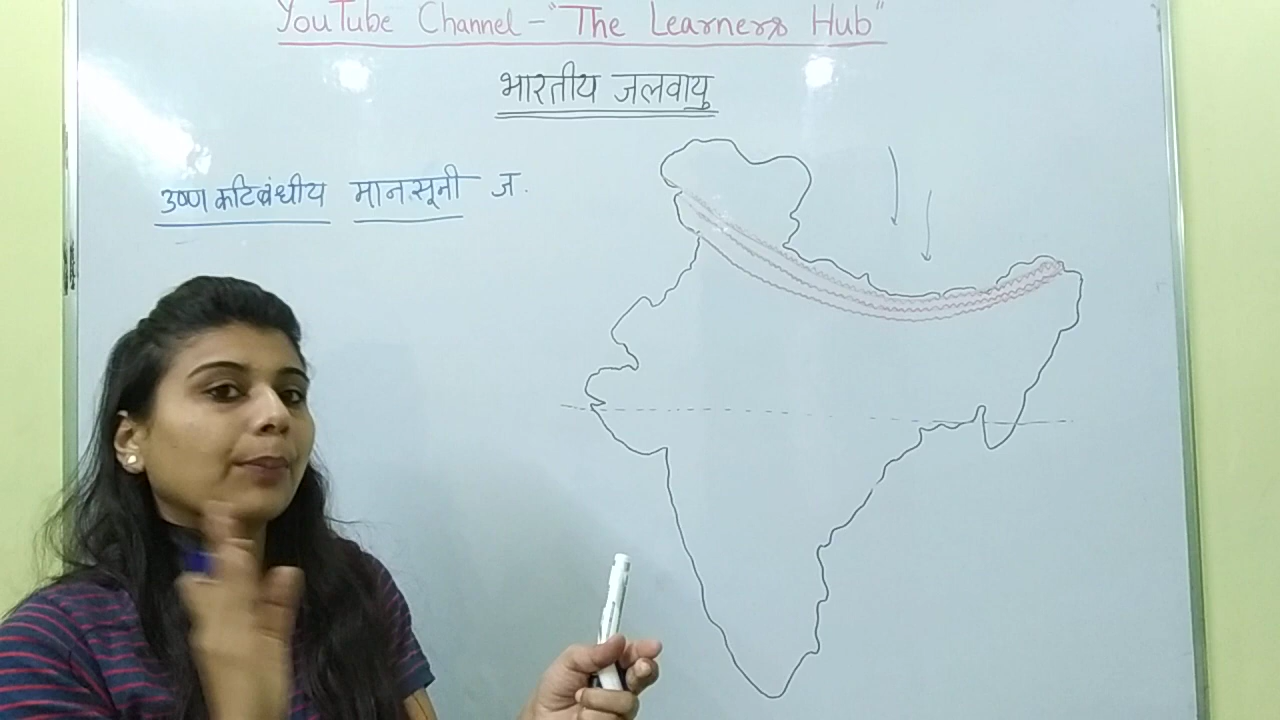 YouTube Channel - "The Learners Hub"
भारतीय जलवायु
उष्ण कटिबंधीय मानसूनी ज.